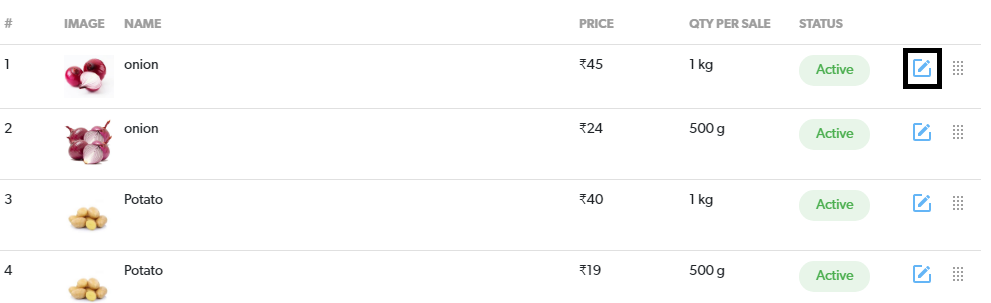 # IMAGE NAME PRICE QTY PER SALE STATUS
1 onion ₹45 1 kg Active
2 onion ₹24 500 g Active
3 Potato ₹40 1 kg Active
4 Potato ₹19 500 g Active